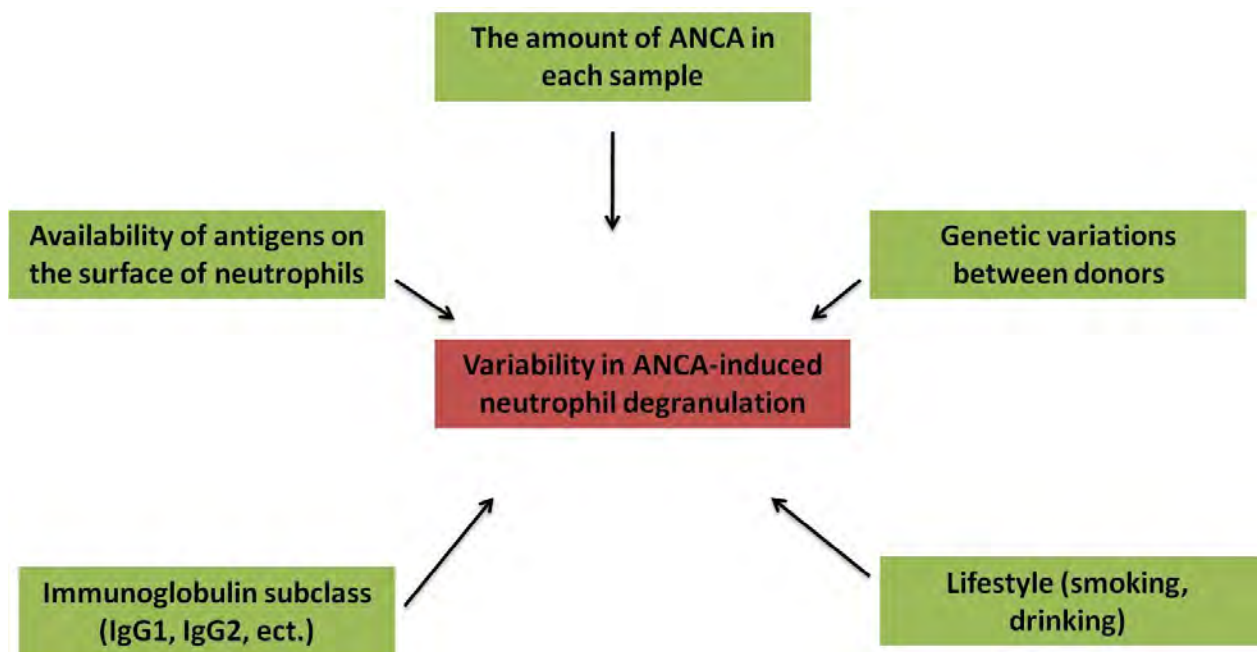 The amount of ANCA in
each sample
Availability of antigens on
the surface of neutrophils
Genetic variations
between donors
Variability in ANCA-induced
neutrophil degranulation
Immunoglobulin subclass
(IgG1, IgG2, ect.)
Lifestyle (smoking,
drinking)